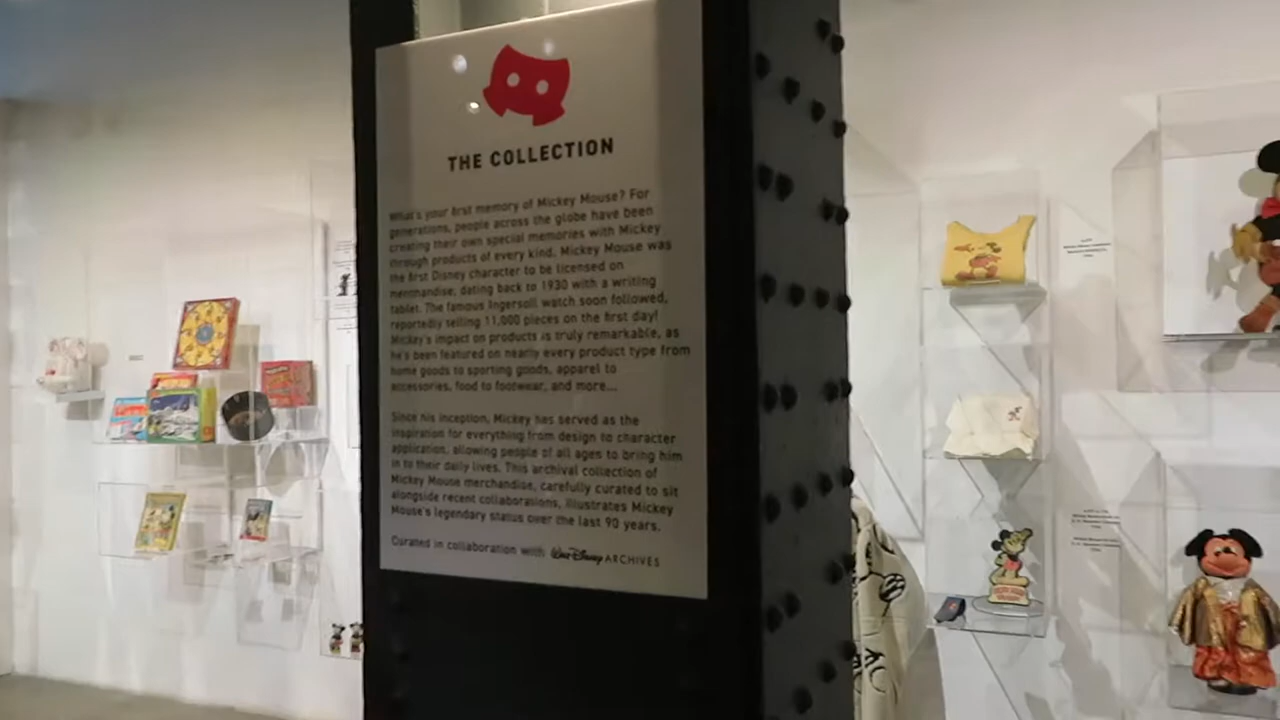 THE COLLECTION
What's your first memory of Mickey Mouse? For
generations, people across the globe have been
creating their own special memories with Mickey
through products of every kind. Mickey Mouse was
the first Disney character to be licensed on
merchandise, dating back to 1930 with a writing
tablet. The famous Ingersoll watch soon followed,
reportedly selling 11,000 pieces on the first day!
Mickey's impact on products is truly remarkable, as
he's been featured on nearly every product type from
home goods to sporting goods, apparel to
accessories, food to footwear, and more...
Since his inception, Mickey has served as the
inspiration for everything from design to character
application, allowing people of all ages to bring him
in to their daily lives. This archival collection of
Mickey Mouse merchandise, carefully curated to sit
alongside recent collaborations, illustrates Mickey
Mouse's legendary status over the last 90 years.
Curated in collaboration with Walt Disney ARCHIVES